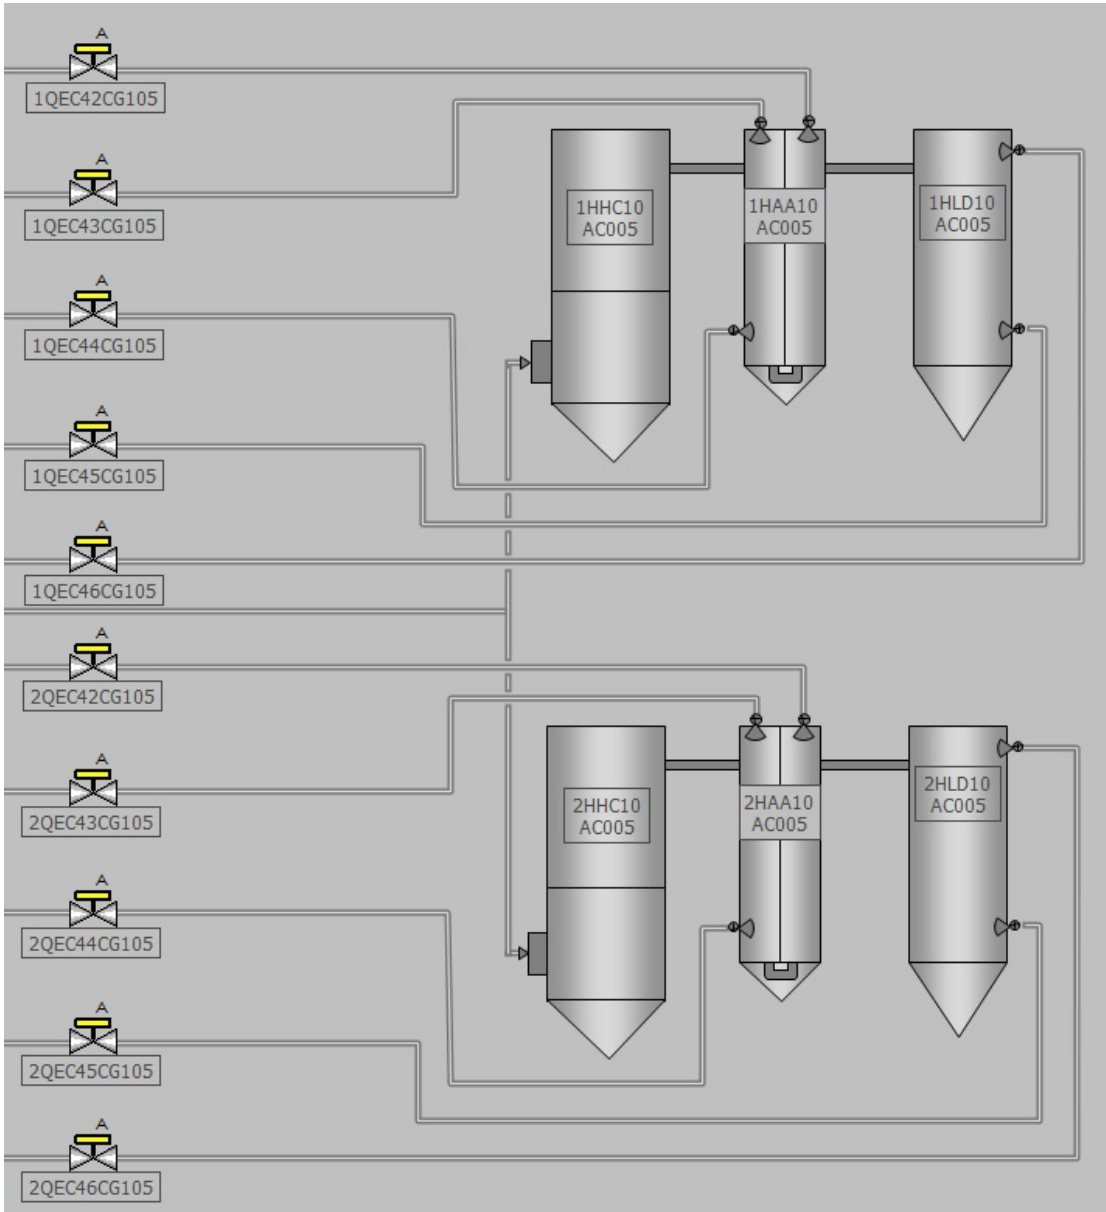 A
1QEC42CG105
A
1QEC43CG105
1HHC10
AC005
1HAA10
AC005
1HLD10
AC005
A
1QEC44CG105
A
1QEC45CG105
A
1QEC46CG105
A
2QEC42CG105
A
2QEC43CG105
2HHC10
AC005
2HAA10
AC005
2HLD10
AC005
A
2QEC44CG105
A
2QEC45CG105
A
2QEC46CG105